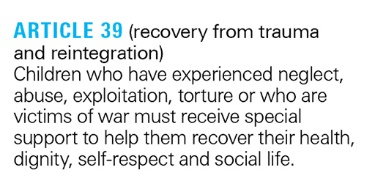 ARTICLE 39 (recovery from trauma
and reintegration)
Children who have experienced neglect,
abuse, exploitation, torture or who are
victims of war must receive special
support to help them recover their health,
dignity, self-respect and social life.